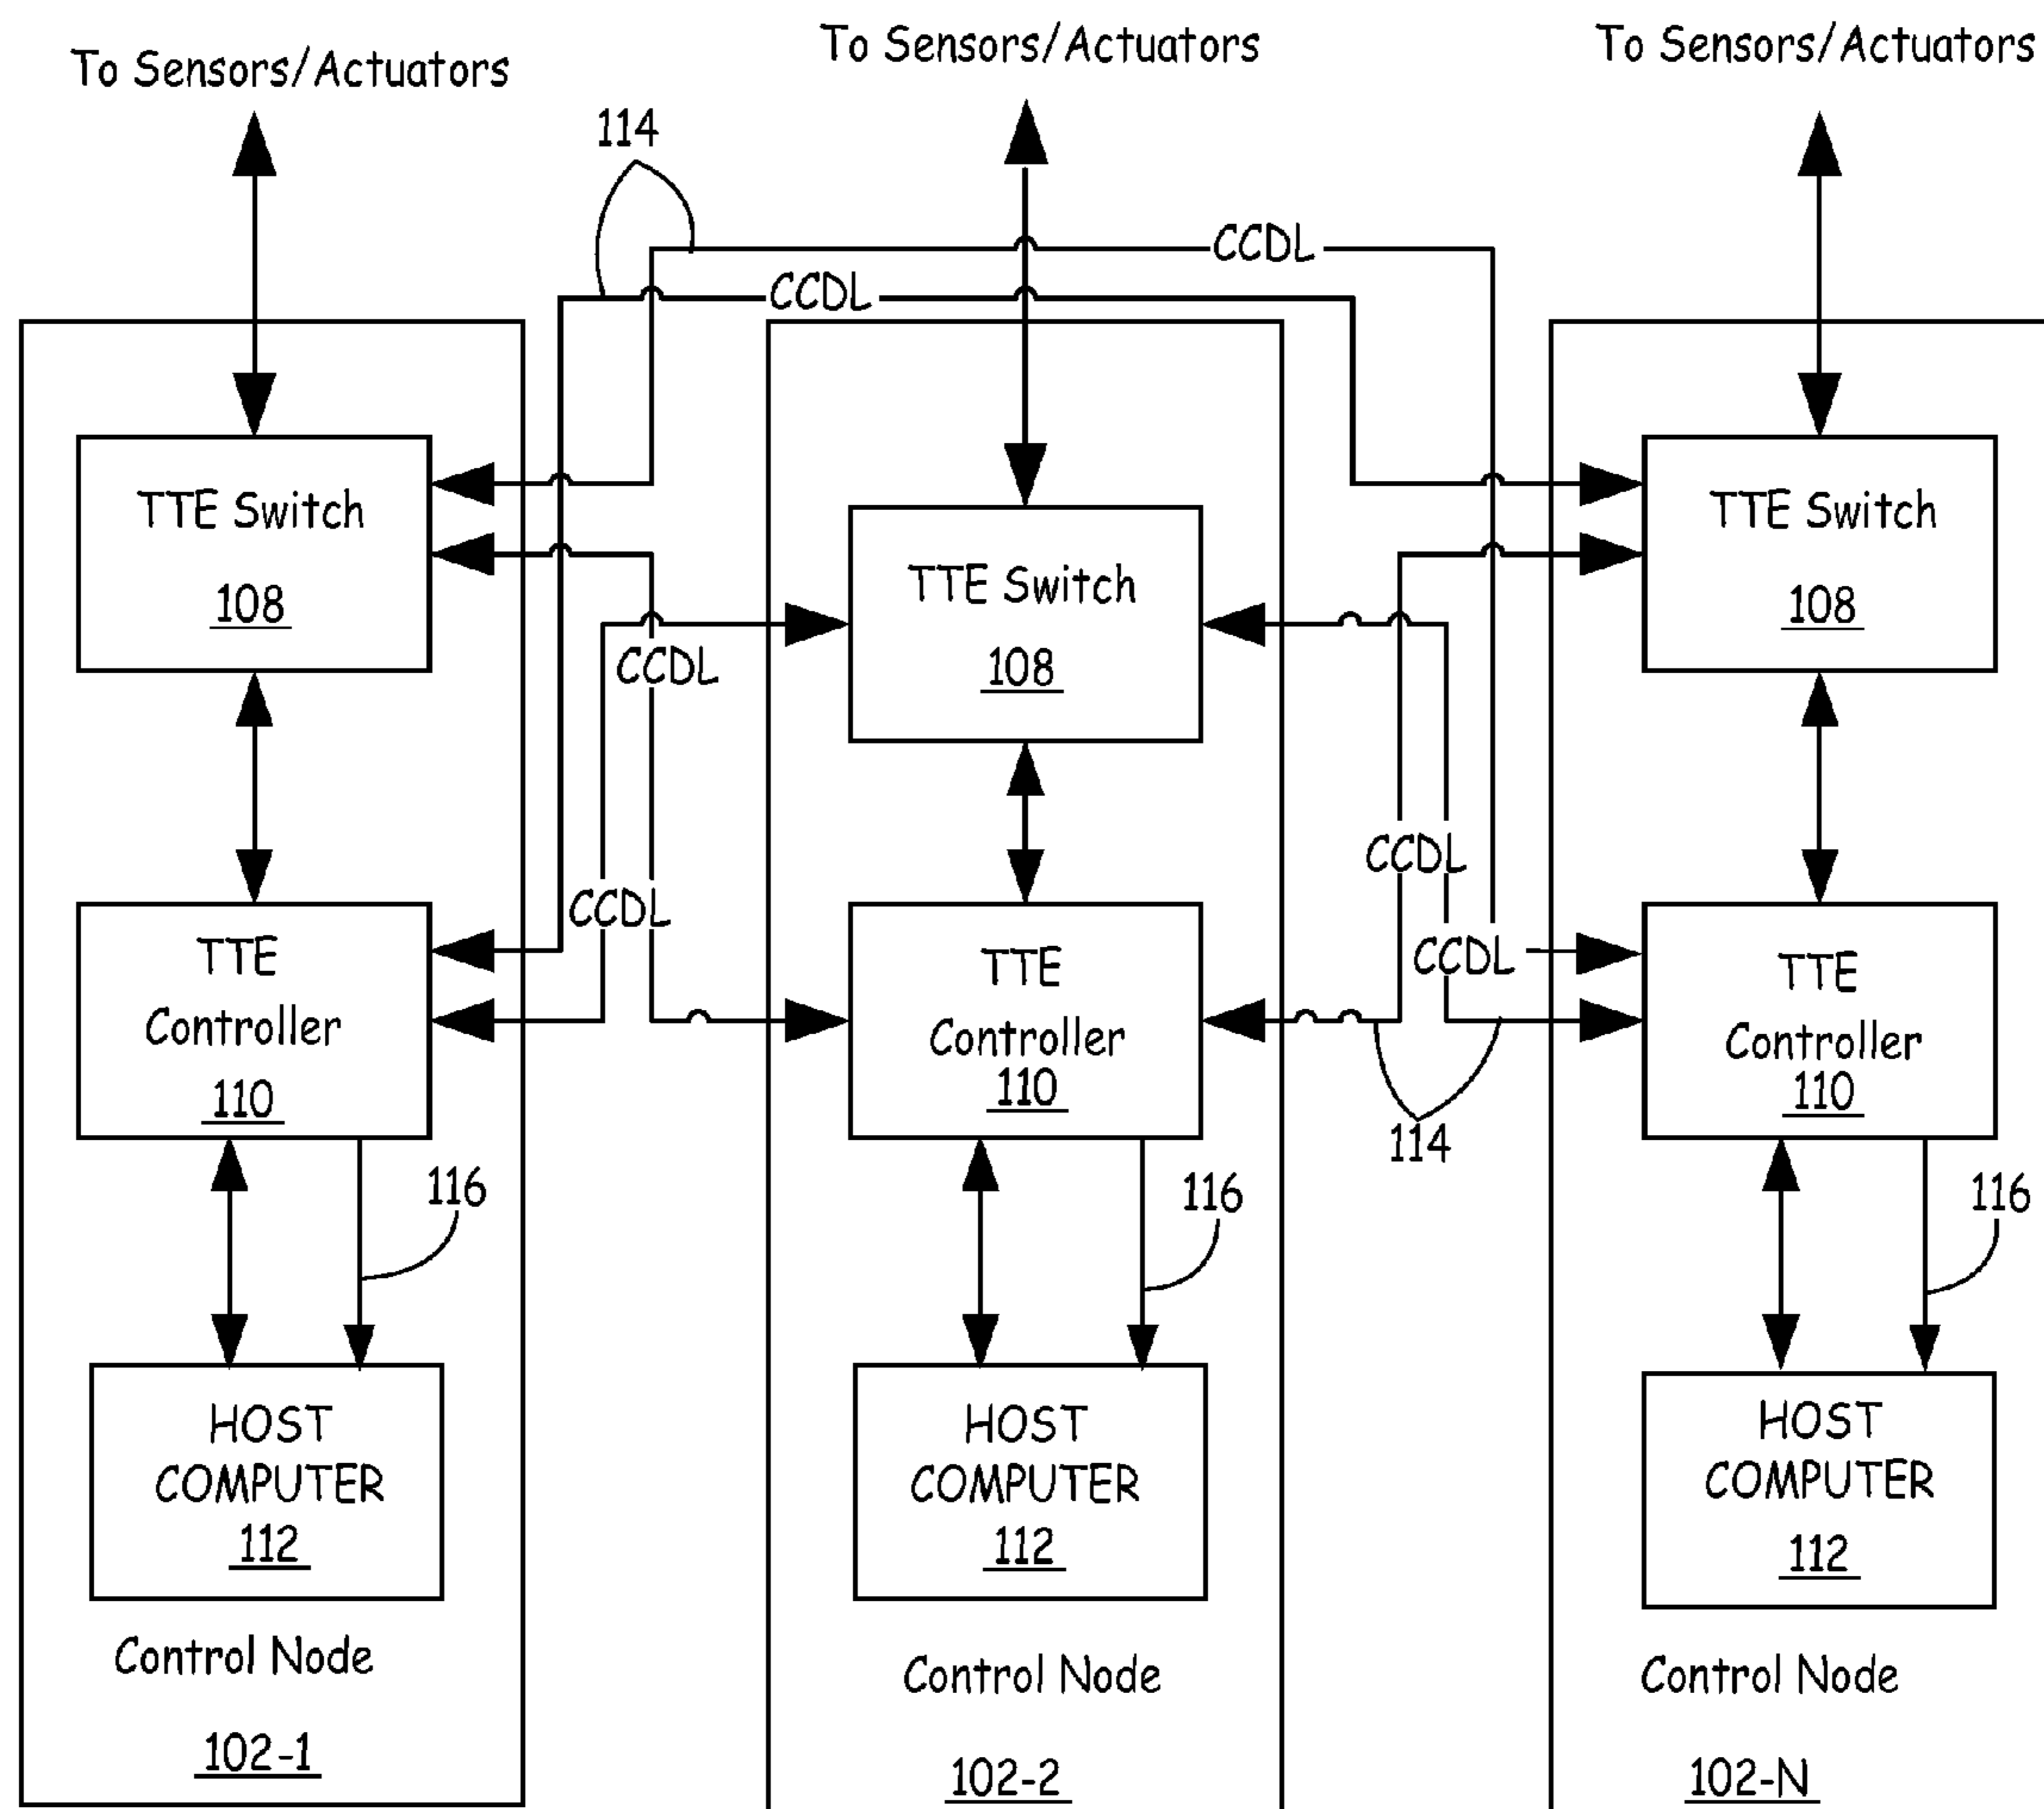 To Sensors/Actuators
To Sensors/Actuators
To Sensors/Actuators
114
CCDL
CCDL
TTE Switch
108
TTE Switch
108
TTE Switch
108
CCDL
CCDL
CCDL
CCDL
TTE
Controller
110
TTE
Controller
110
TTE
Controller
110
114
116
116
116
HOST
COMPUTER
112
HOST
COMPUTER
112
HOST
COMPUTER
112
Control Node
102-1
Control Node
102-2
Control Node
102-N